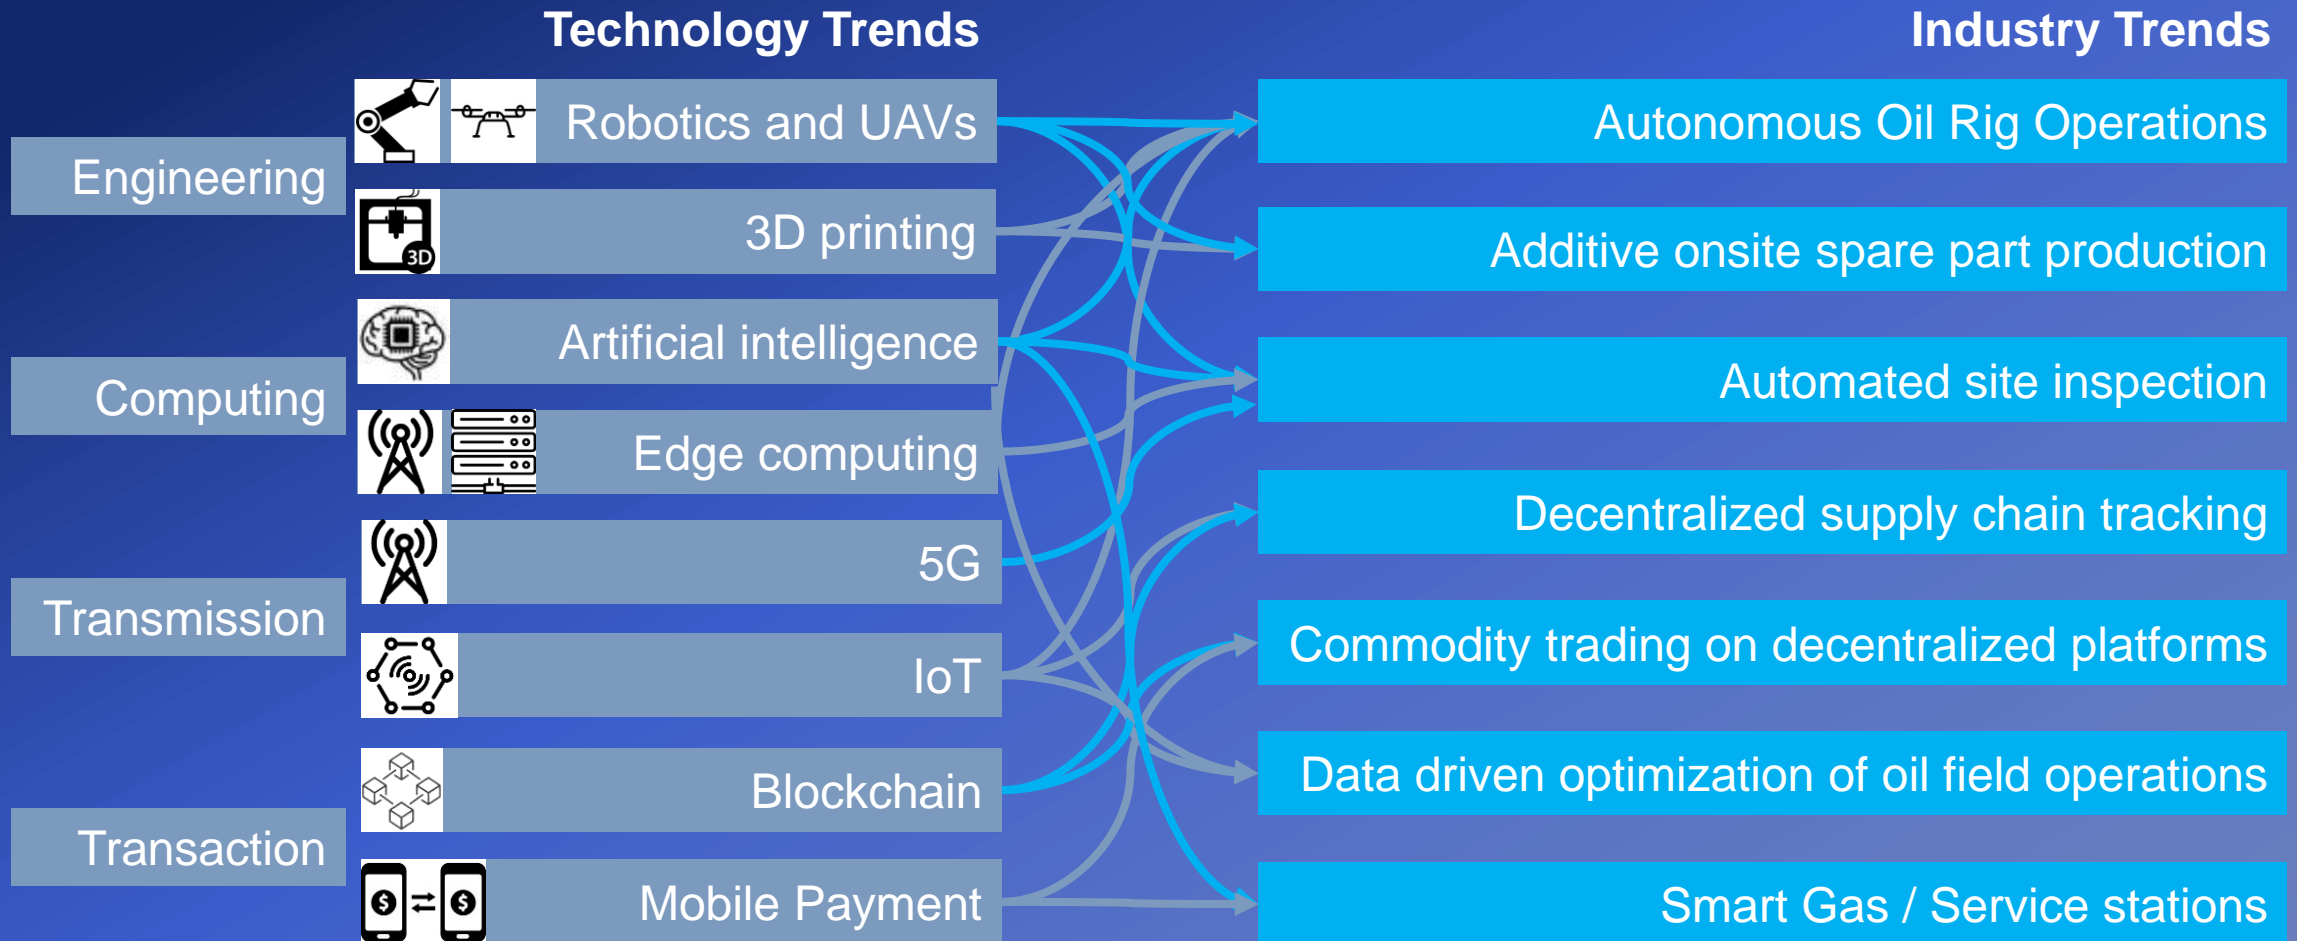 Technology Trends
Industry Trends
Engineering
Robotics and UAVs
3D
3D printing
Computing
Artificial intelligence
Edge computing
Transmission
5G
IoT
Transaction
Blockchain
$ $
Mobile Payment
Autonomous Oil Rig Operations
Additive onsite spare part production
Automated site inspection
Decentralized supply chain tracking
Commodity trading on decentralized platforms
Data driven optimization of oil field operations
Smart Gas / Service stations